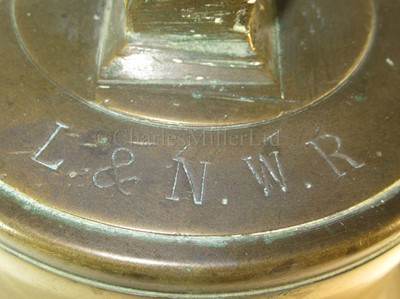 L & N. W. R
© Charles Miller Ltd